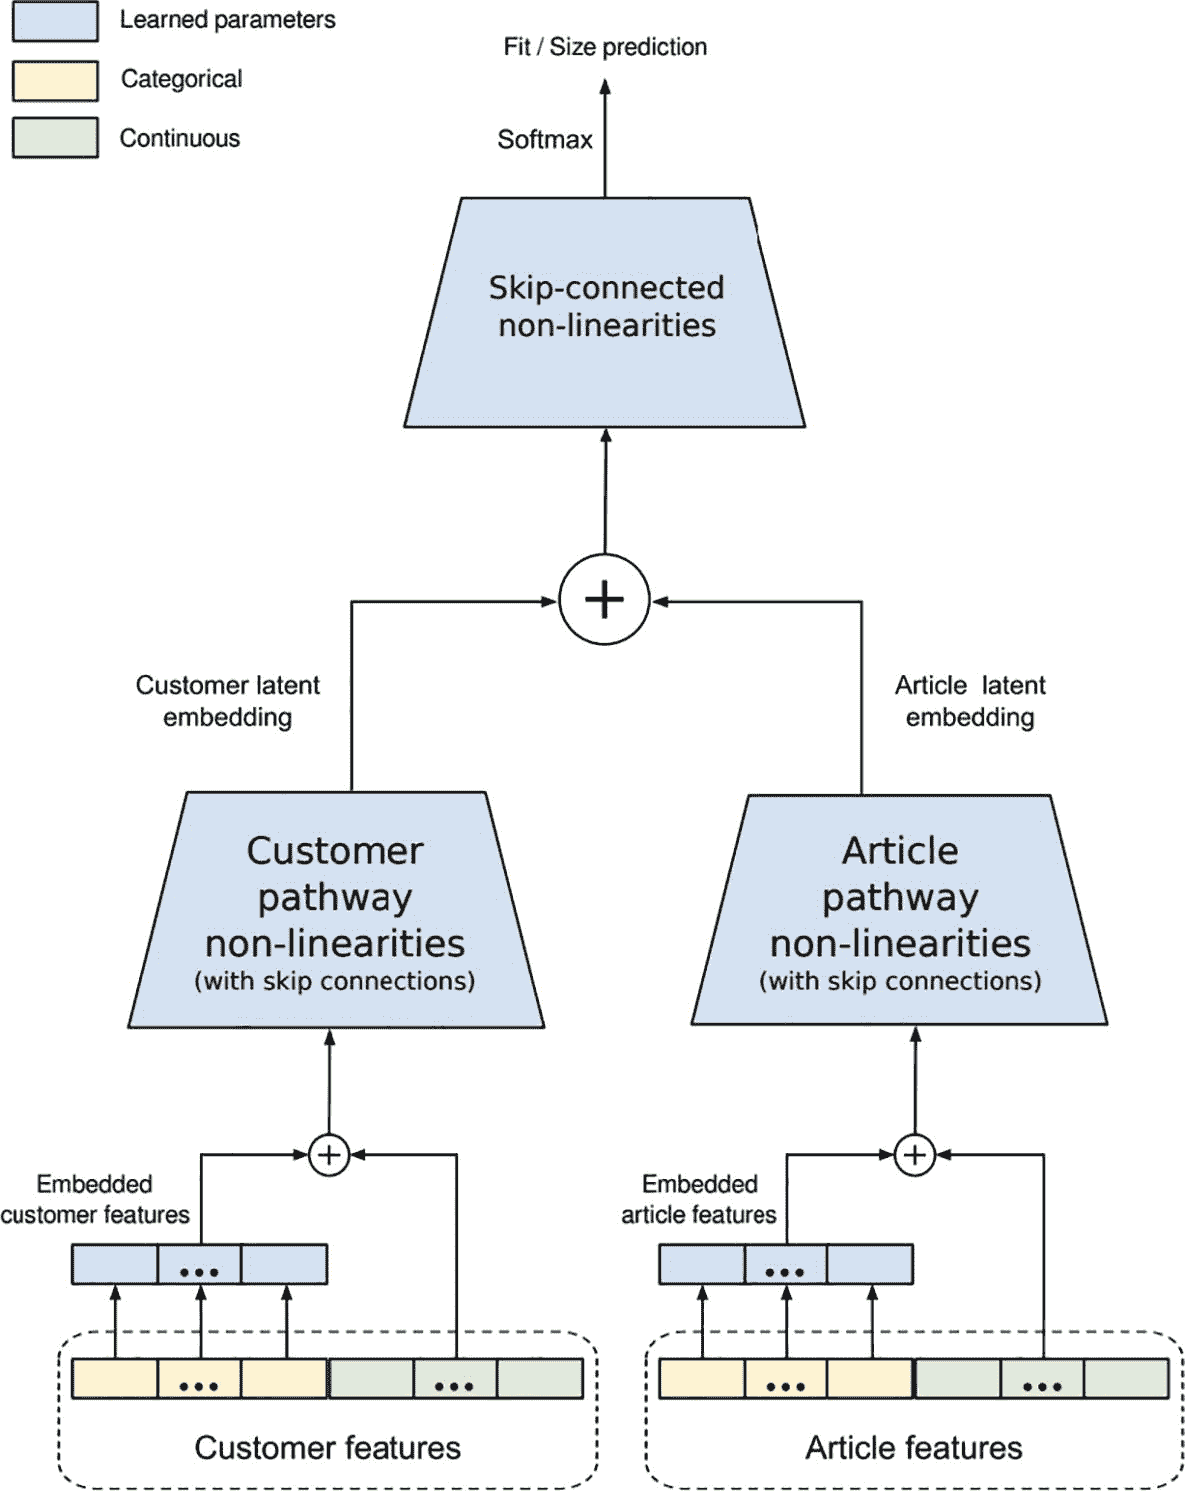 Learned parameters
Categorical
Continuous
Fit / Size prediction
Softmax
Skip-connected
non-linearities
+
Customer latent
embedding
Article latent
embedding
Customer
pathway
non-linearities
(with skip connections)
Article
pathway
non-linearities
(with skip connections)
+
+
Embedded
customer features
Embedded
article features
...
...
...
...
...
...
Customer features
Article features